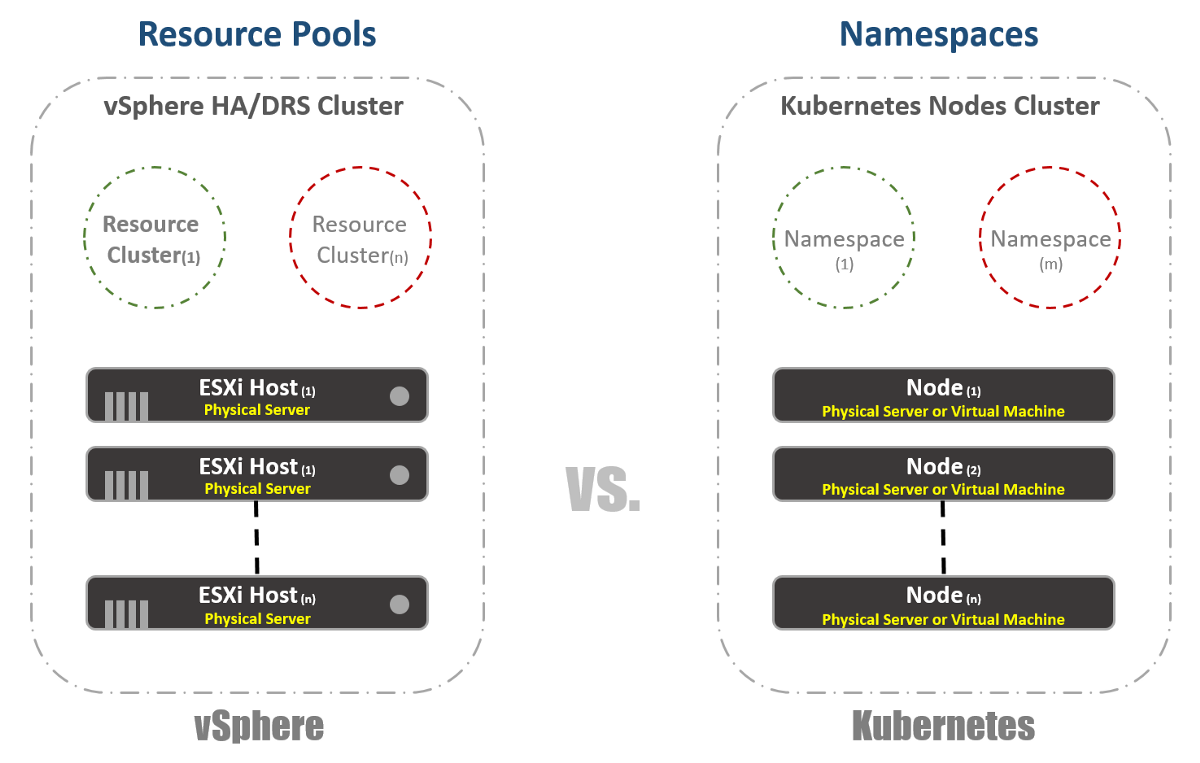 Resource Pools
vSphere HA/DRS Cluster
Resource
Cluster(1)
Resource
Cluster(n)
ESXi Host (1)
Physical Server
ESXi Host (1)
Physical Server
ESXi Host (n)
Physical Server
vSphere
VS.
Namespaces
Kubernetes Nodes Cluster
Namespace
(1)
Namespace
(m)
Node (1)
Physical Server or Virtual Machine
Node (2)
Physical Server or Virtual Machine
Node (n)
Physical Server or Virtual Machine
Kubernetes